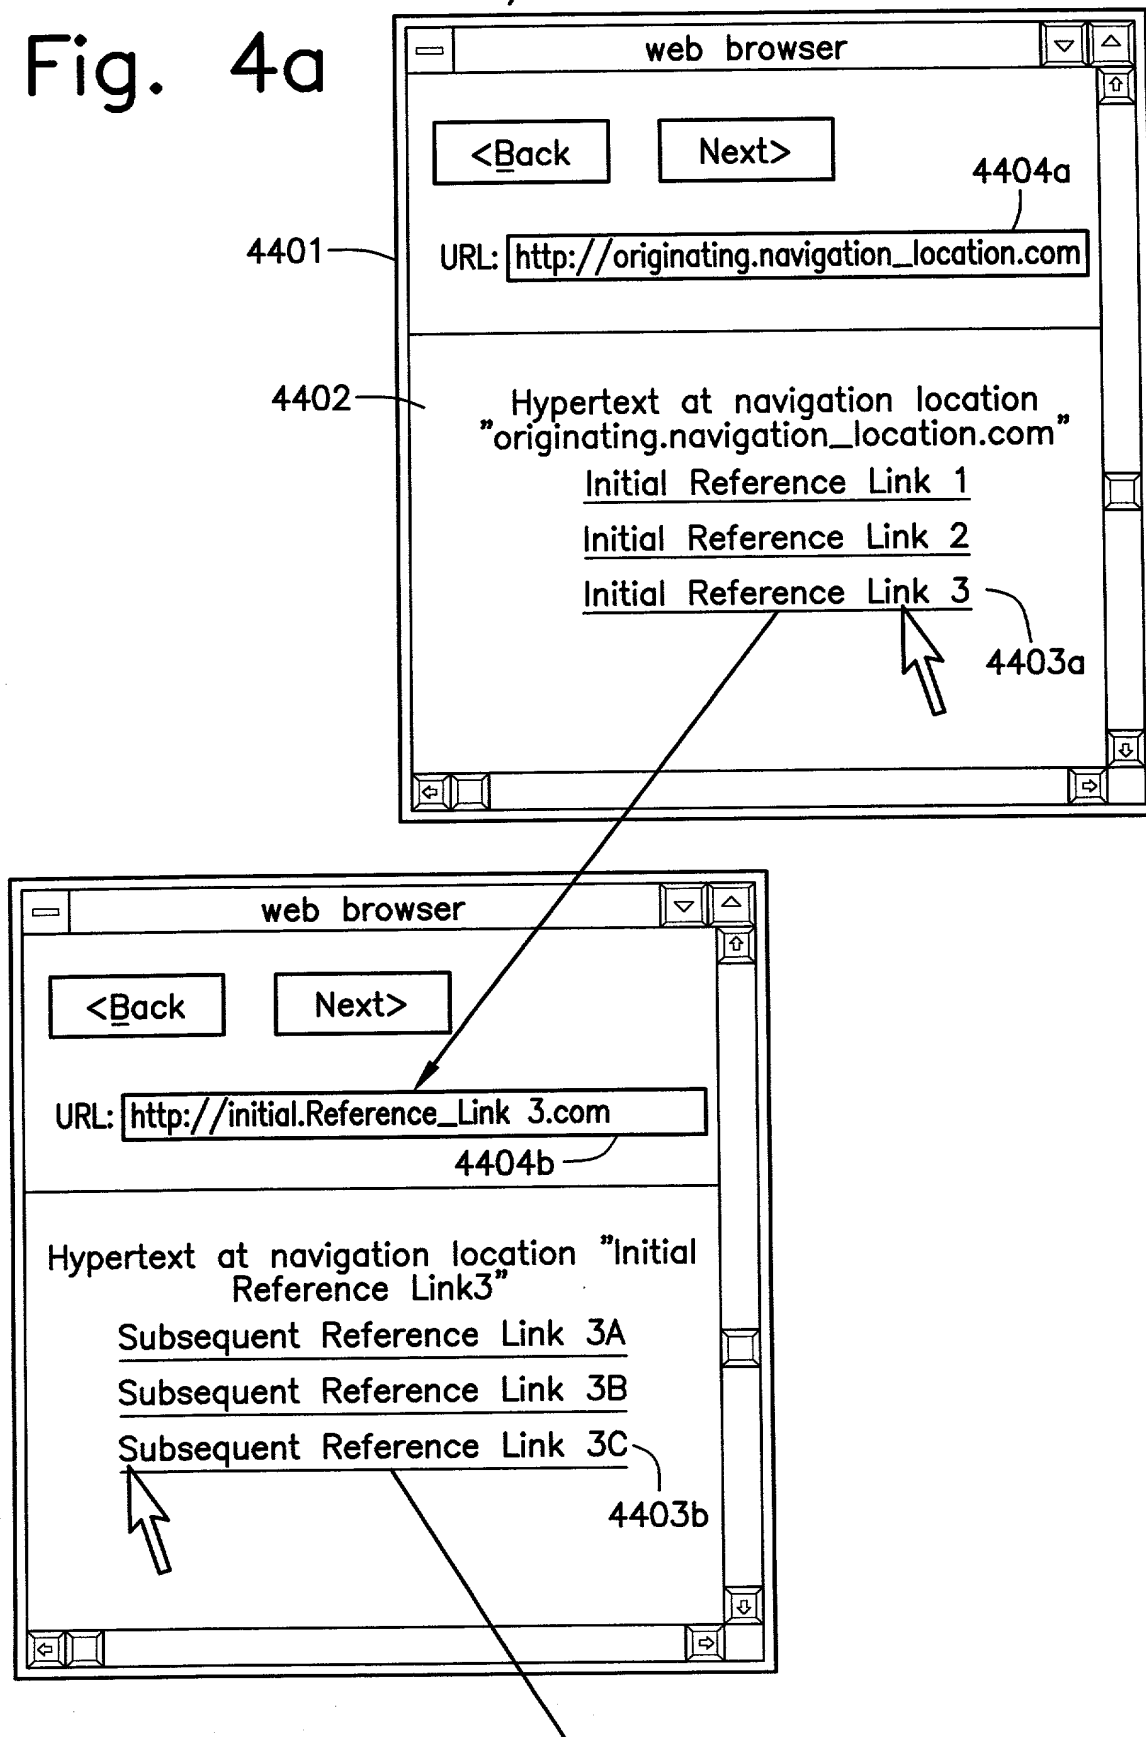 Fig. 4a
web browser
<Back
Next>
4404a
4401
URL: http://originating.navigation_location.com
4402
Hypertext at navigation location
"originating.navigation_location.com"
Initial Reference Link 1
Initial Reference Link 2
Initial Reference Link 3
4403a
web browser
<Back
Next>
URL: http://initial.Reference_Link 3.com
4404b
Hypertext at navigation location "Initial
Reference Link3"
Subsequent Reference Link 3A
Subsequent Reference Link 3B
Subsequent Reference Link 3C
4403b